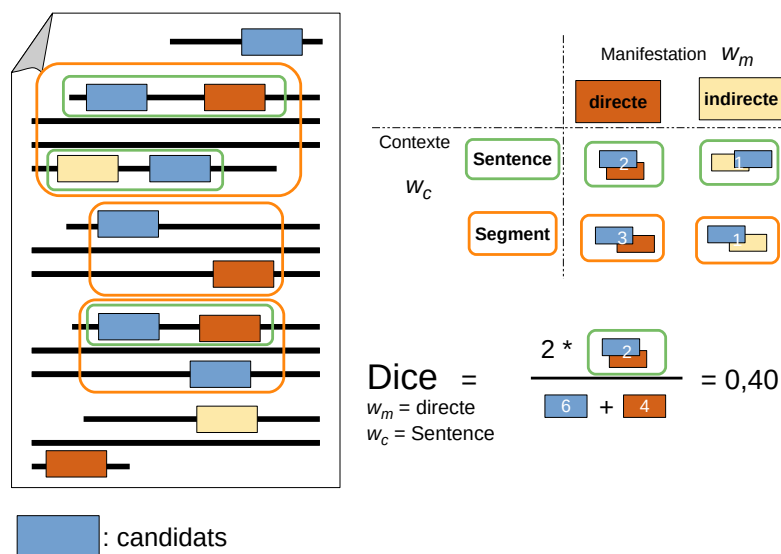 Manifestation w_m
directe
indirecte
Contexte
w_c
Sentence
2
1
Segment
3
1
2 * 2
Dice = = 0,40
6 + 4
w_m = directe
w_c = Sentence
: candidats